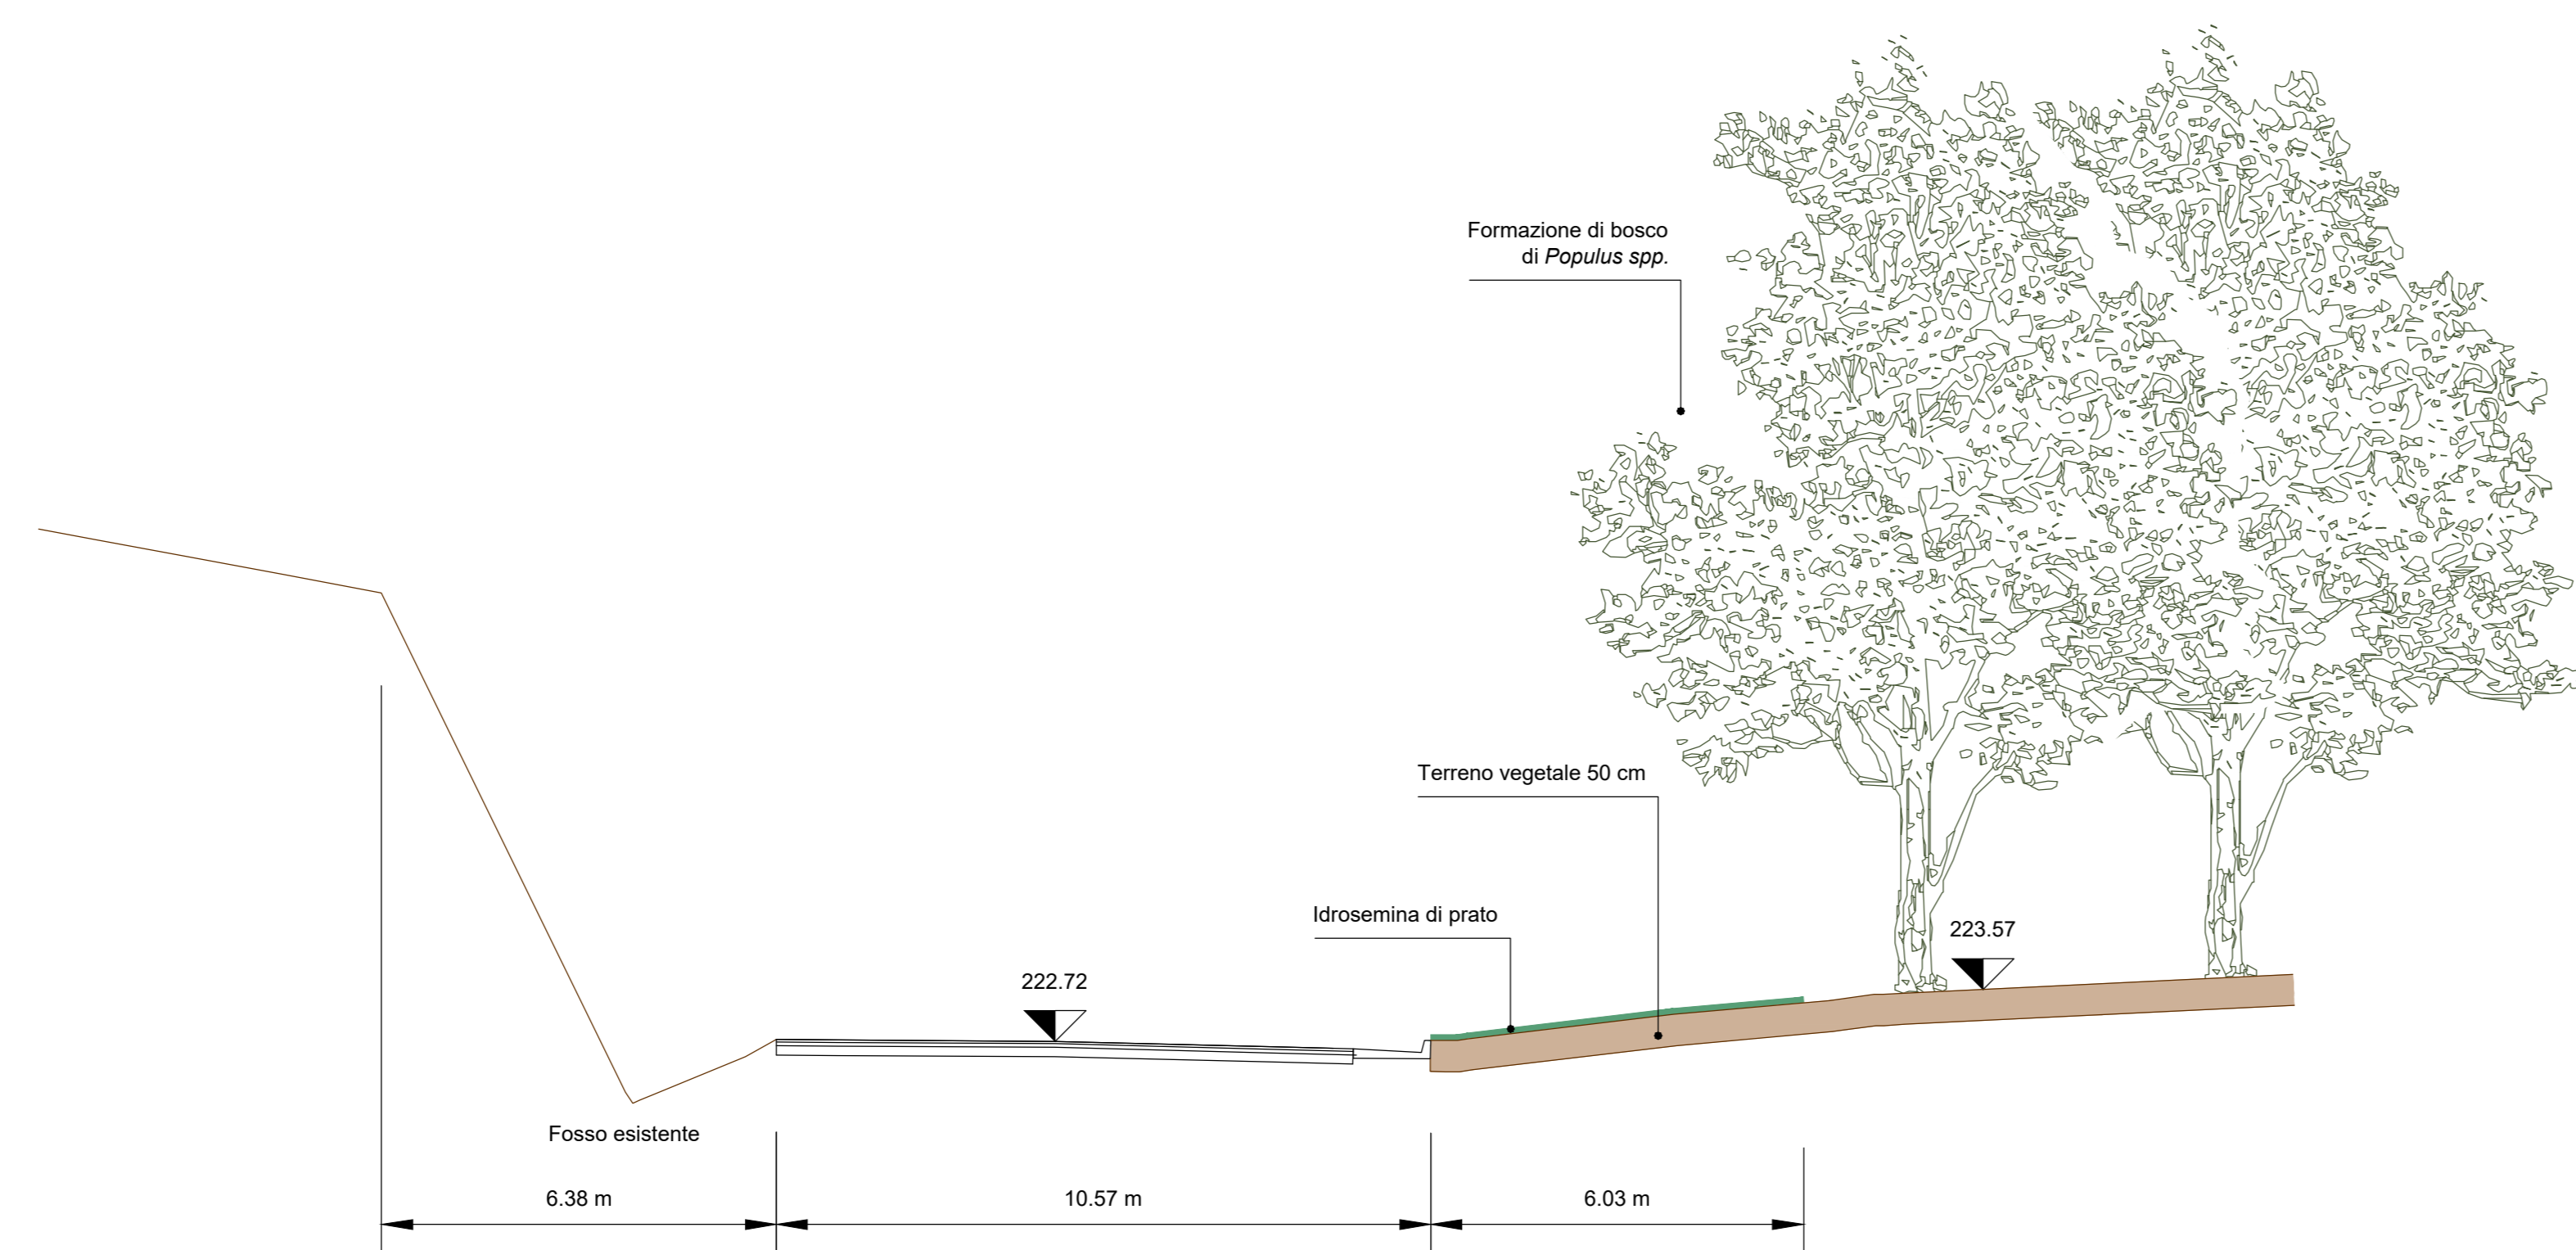 Formazione di bosco
di Populus spp.
Terreno vegetale 50 cm
Idrosemina di prato
223.57
222.72
Fosso esistente
6.38 m
10.57 m
6.03 m